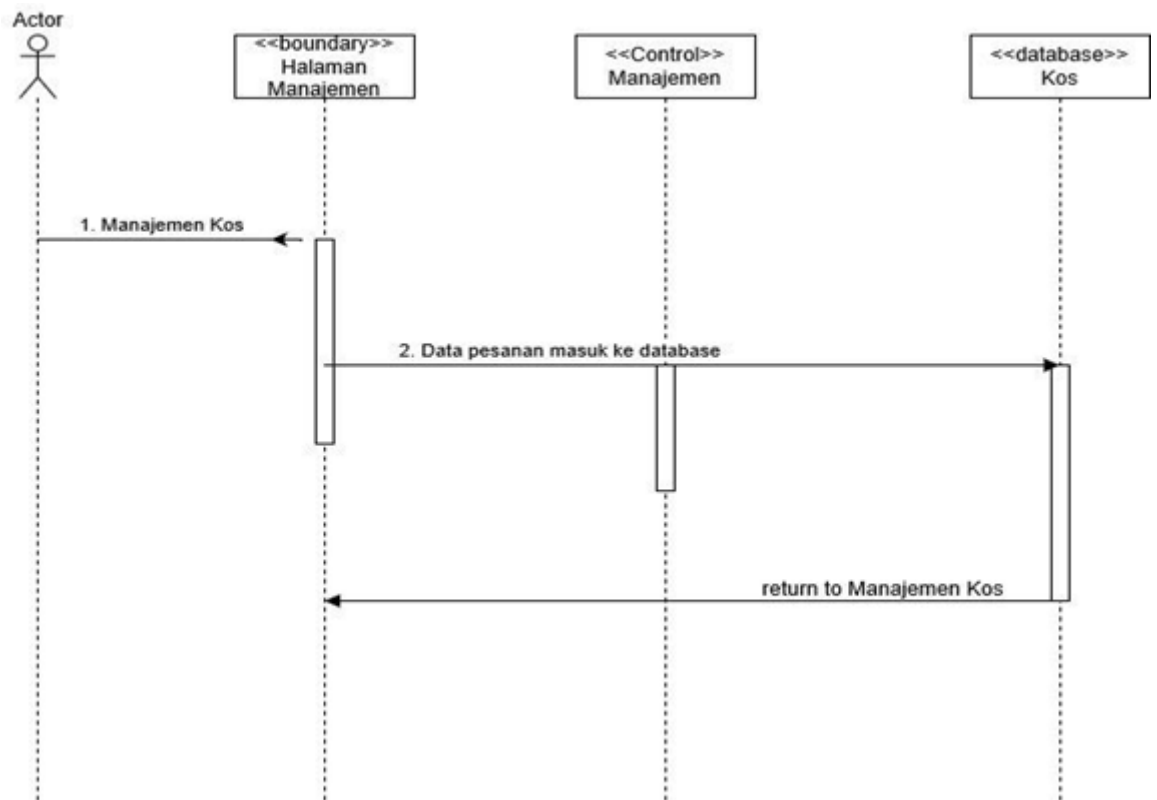 Actor
<<boundary>>
Halaman
Manajemen
<<Control>>
Manajemen
<<database>>
Kos
1. Manajemen Kos
2. Data pesanan masuk ke database
return to Manajemen Kos